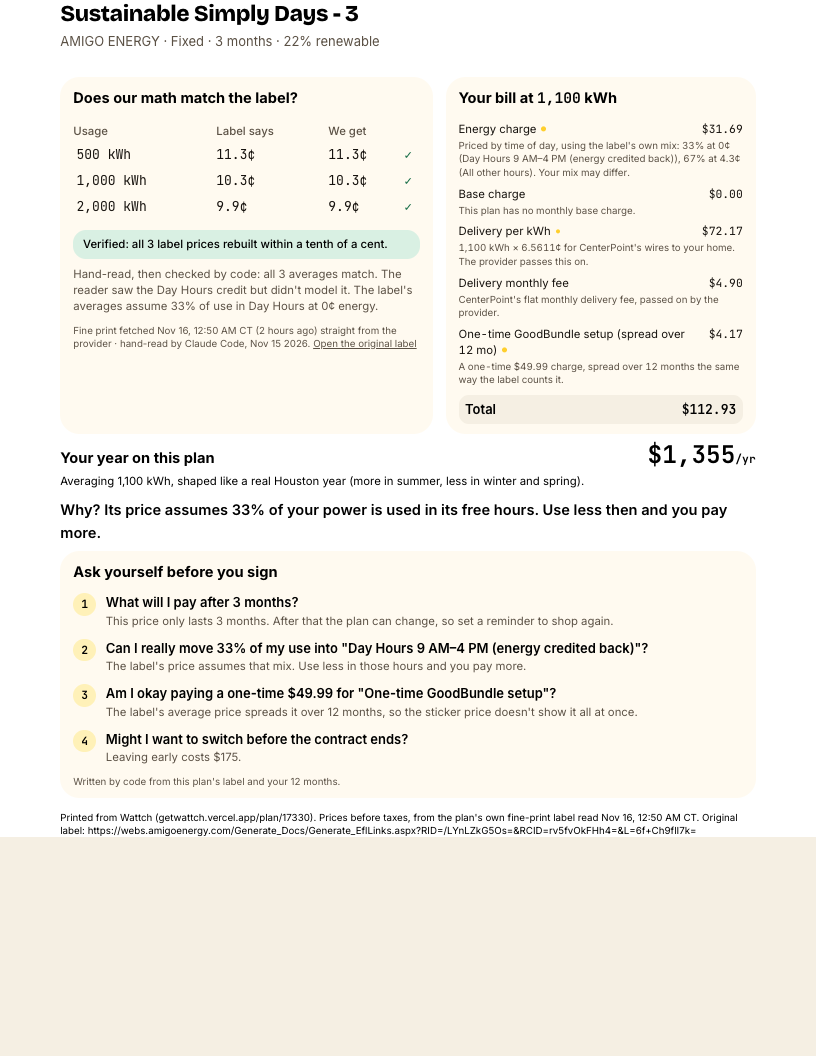 Sustainable Simply Days - 3
AMIGO ENERGY · Fixed · 3 months · 22% renewable
Does our math match the label?
Usage Label says We get
500 kWh 11.3¢ 11.3¢ ✓
1,000 kWh 10.3¢ 10.3¢ ✓
2,000 kWh 9.9¢ 9.9¢ ✓
Verified: all 3 label prices rebuilt within a tenth of a cent.
Hand-read, then checked by code: all 3 averages match. The
reader saw the Day Hours credit but didn't model it. The label's
averages assume 33% of use in Day Hours at 0¢ energy.
Fine print fetched Nov 16, 12:50 AM CT (2 hours ago) straight from the
provider · hand-read by Claude Code, Nov 15 2026. Open the original label
Your bill at 1,100 kWh
Energy charge $31.69
Priced by time of day, using the label's own mix: 33% at 0¢
(Day Hours 9 AM–4 PM (energy credited back)), 67% at 4.3¢
(All other hours). Your mix may differ.
Base charge $0.00
This plan has no monthly base charge.
Delivery per kWh $72.17
1,100 kWh × 6.5611¢ for CenterPoint's wires to your home.
The provider passes this on.
Delivery monthly fee $4.90
CenterPoint's flat monthly delivery fee, passed on by the
provider.
One-time GoodBundle setup (spread over $4.17
12 mo)
A one-time $49.99 charge, spread over 12 months the same
way the label counts it.
Total $112.93
Your year on this plan $1,355/yr
Averaging 1,100 kWh, shaped like a real Houston year (more in summer, less in winter and spring).
Why? Its price assumes 33% of your power is used in its free hours. Use less then and you pay
more.
Ask yourself before you sign
1 What will I pay after 3 months?
This price only lasts 3 months. After that the plan can change, so set a reminder to shop again.
2 Can I really move 33% of my use into "Day Hours 9 AM–4 PM (energy credited back)"?
The label's price assumes that mix. Use less in those hours and you pay more.
3 Am I okay paying a one-time $49.99 for "One-time GoodBundle setup"?
The label's average price spreads it over 12 months, so the sticker price doesn't show it all at once.
4 Might I want to switch before the contract ends?
Leaving early costs $175.
Written by code from this plan's label and your 12 months.
Printed from Wattch (getwattch.vercel.app/plan/17330). Prices before taxes, from the plan's own fine-print label read Nov 16, 12:50 AM CT. Original
label: https://webs.amigoenergy.com/Generate_Docs/Generate_EflLinks.aspx?RID=/LYnLZkG5Os=&RCID=rv5fvOkFHh4=&L=6f+Ch9flI7k=